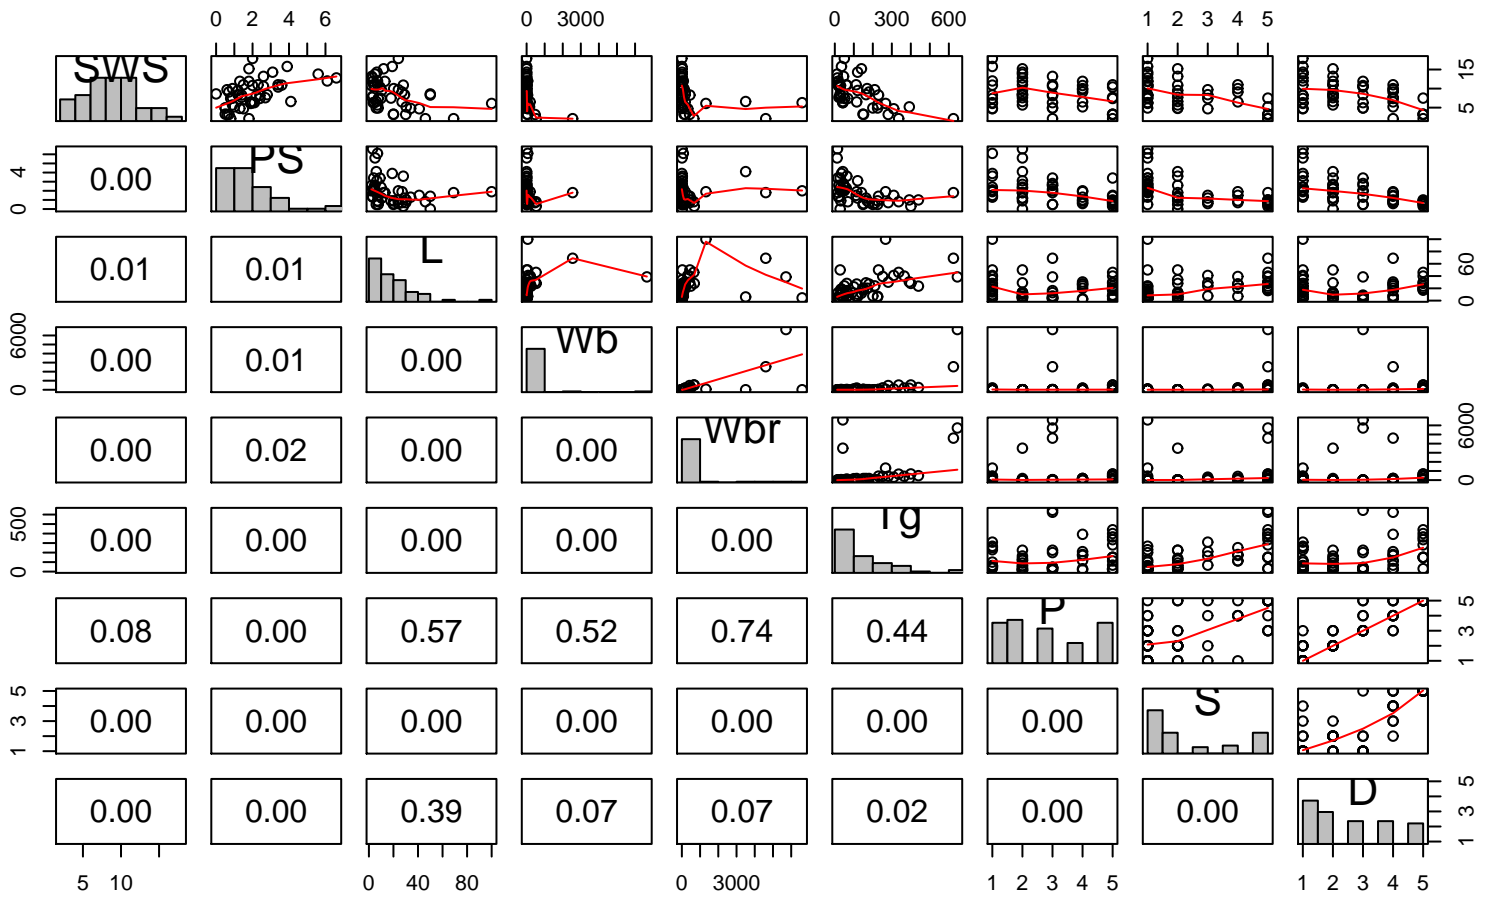 0 2 4 6 0 3000 0 300 600 1 2 3 4 5
SWS 5 15
0 4 0.00 PS
0.01 0.01 L 0 60
0 6000 0.00 0.01 0.00 Wb
0.00 0.02 0.00 0.00 Wbr 0 6000
0 500 0.00 0.00 0.00 0.00 0.00 Tg
0.08 0.00 0.57 0.52 0.74 0.44 P 1 3 5
1 3 5 0.00 0.00 0.00 0.00 0.00 0.00 0.00 S
0.00 0.00 0.39 0.07 0.07 0.02 0.00 0.00 D 1 3 5
5 10 0 40 80 0 3000 1 2 3 4 5 1 2 3 4 5